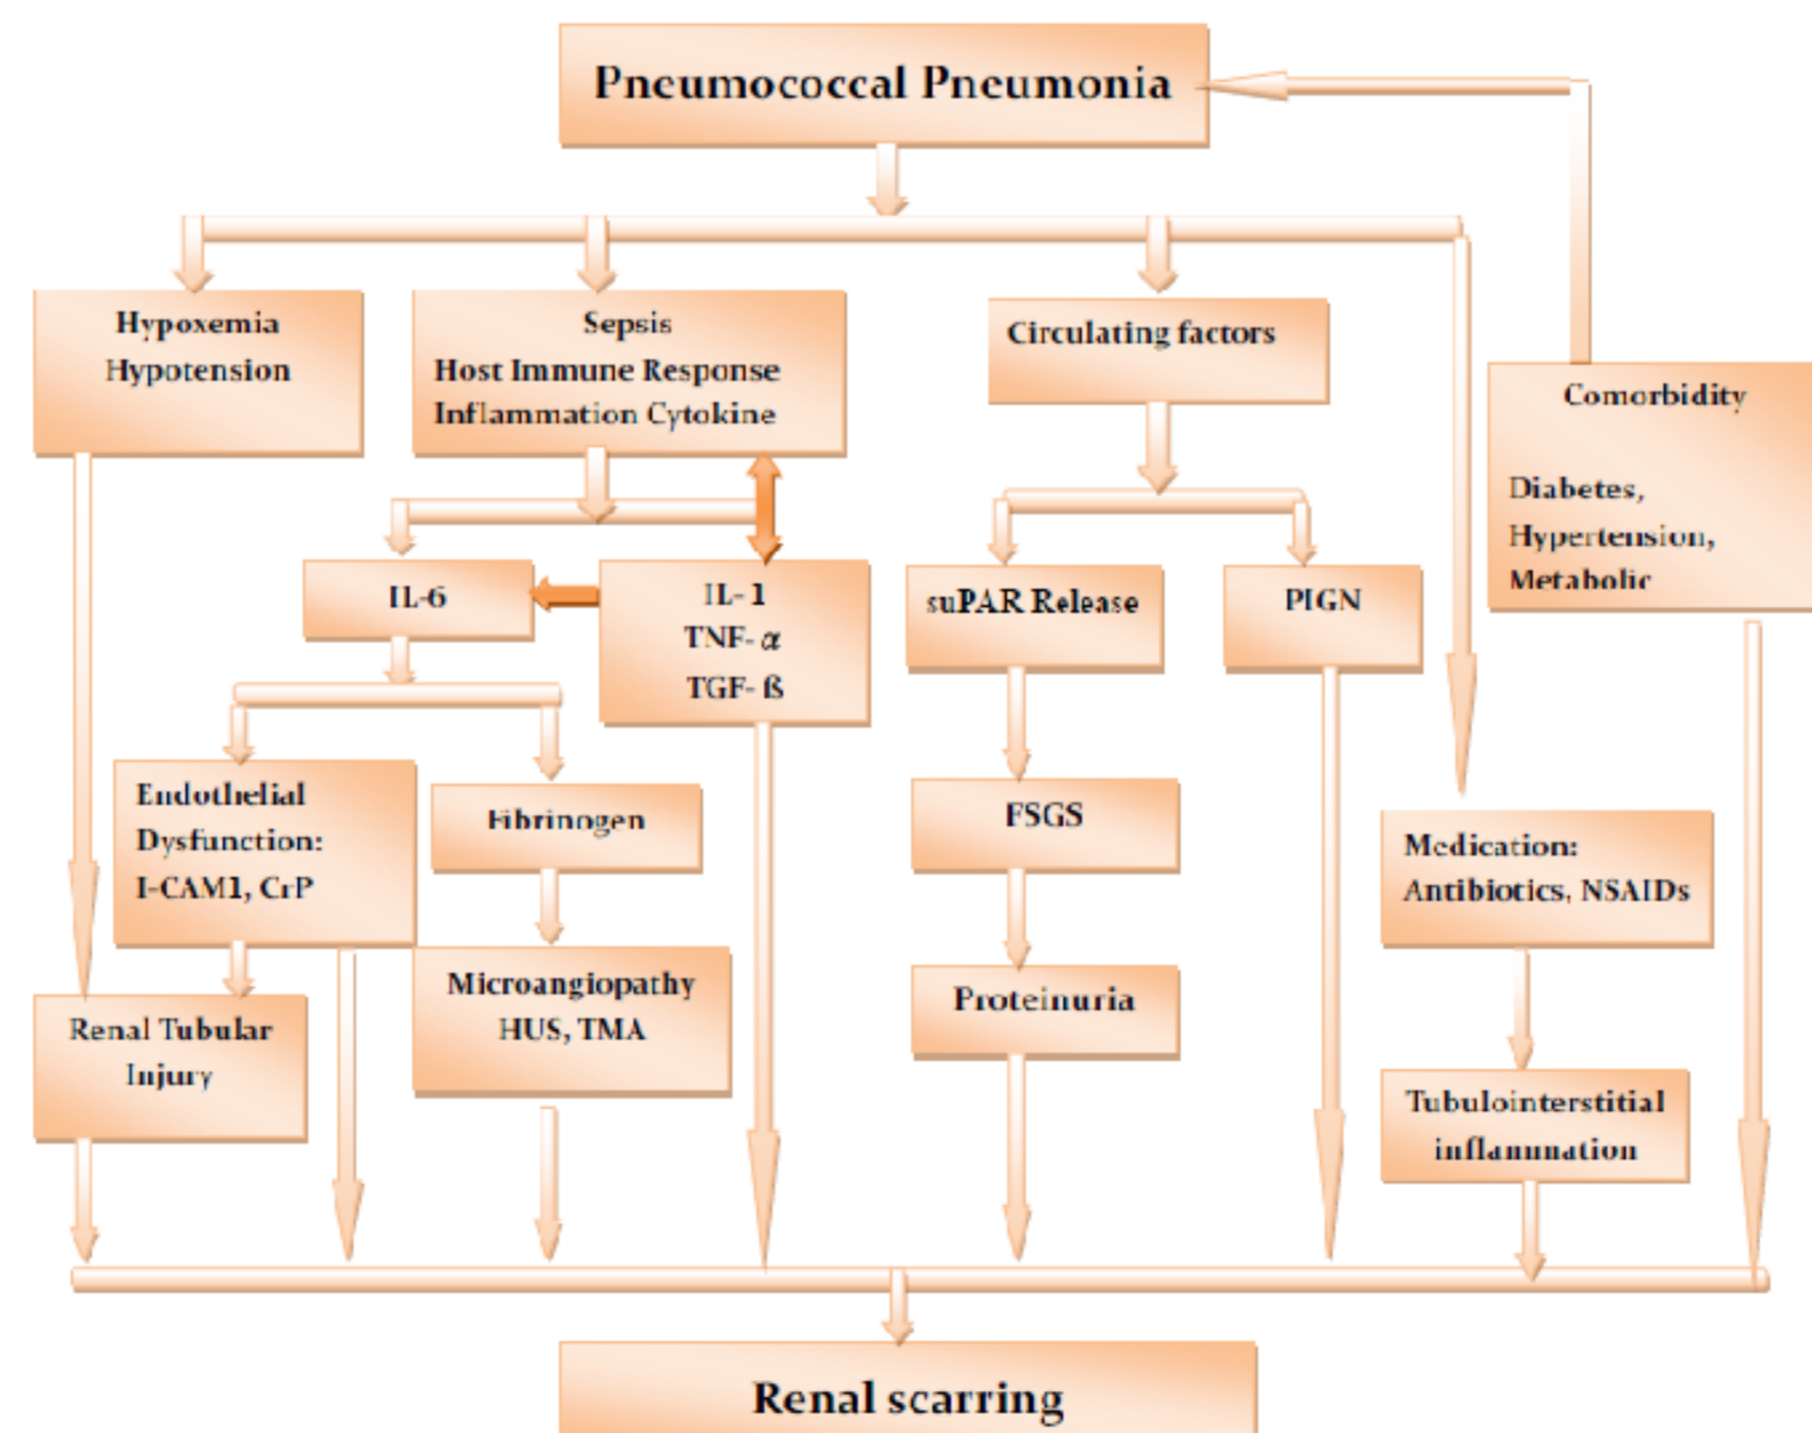 Pneumococcal Pneumonia
Hypoxemia
Hypotension
Sepsis
Host Immune Response
Inflammation Cytokine
Circulating factors
Comorbidity
Diabetes,
Hypertension,
Metabolic
IL-6
IL-1
TNF-α
TGF-ß
suPAR Release
PIGN
Endothelial
Dysfunction:
I-CAM1, CrP
Fibrinogen
FSGS
Medication:
Antibiotics, NSAIDs
Microangiopathy
HUS, TMA
Proteinuria
Renal Tubular
Injury
Tubulointerstitial
inflammation
Renal scarring